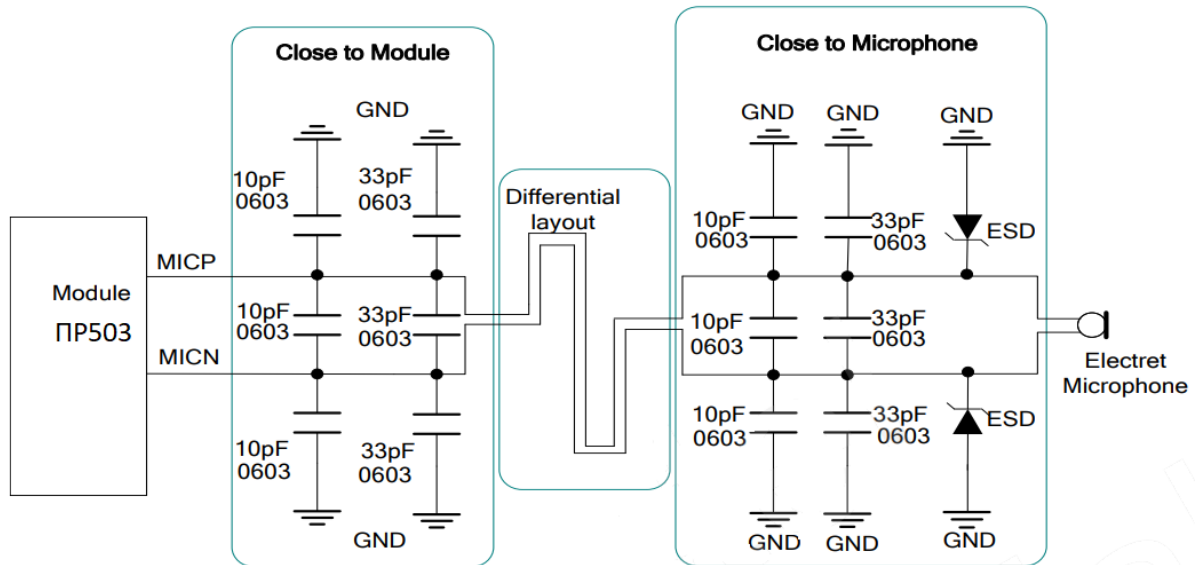 Close to Module
GND
10pF
0603
33pF
0603
MICP
10pF
0603
33pF
0603
MICN
10pF
0603
33pF
0603
GND
Module
ПР503
Differential
layout
Close to Microphone
GND
GND
GND
10pF
0603
33pF
0603
ESD
10pF
0603
33pF
0603
10pF
0603
33pF
0603
ESD
GND
GND
GND
Electret
Microphone